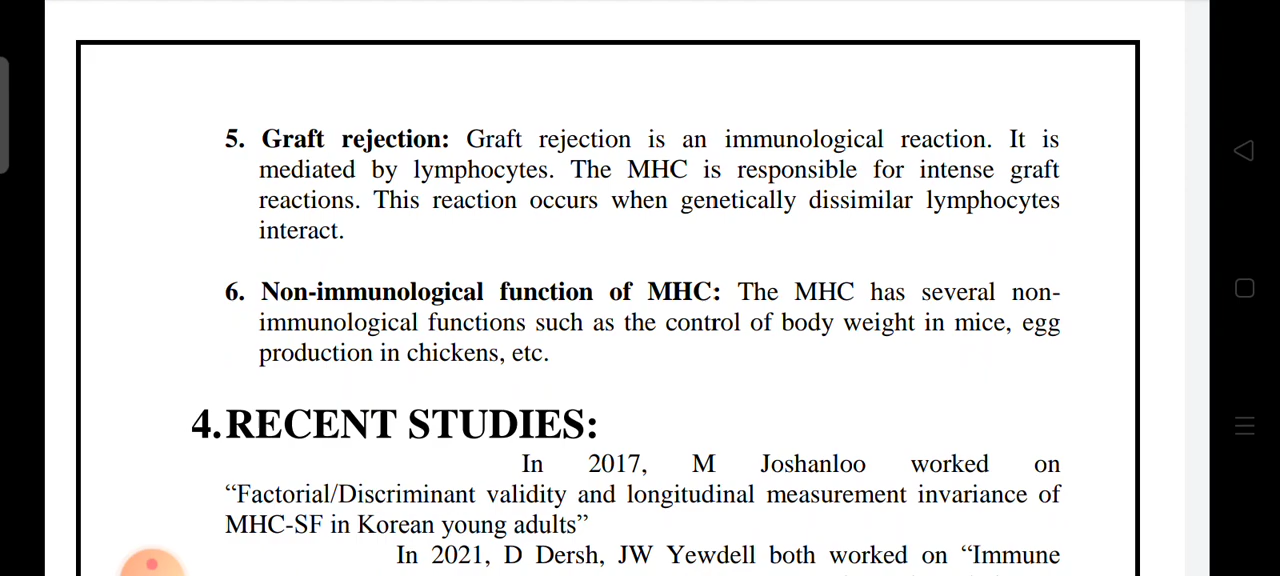 5. Graft rejection: Graft rejection is an immunological reaction. It is
mediated by lymphocytes. The MHC is responsible for intense graft
reactions. This reaction occurs when genetically dissimilar lymphocytes
interact.
6. Non-immunological function of MHC: The MHC has several non-
immunological functions such as the control of body weight in mice, egg
production in chickens, etc.
4.RECENT STUDIES:
In 2017, M Joshanloo worked on
“Factorial/Discriminant validity and longitudinal measurement invariance of
MHC-SF in Korean young adults”
In 2021, D Dersh, JW Yewdell both worked on “Immune